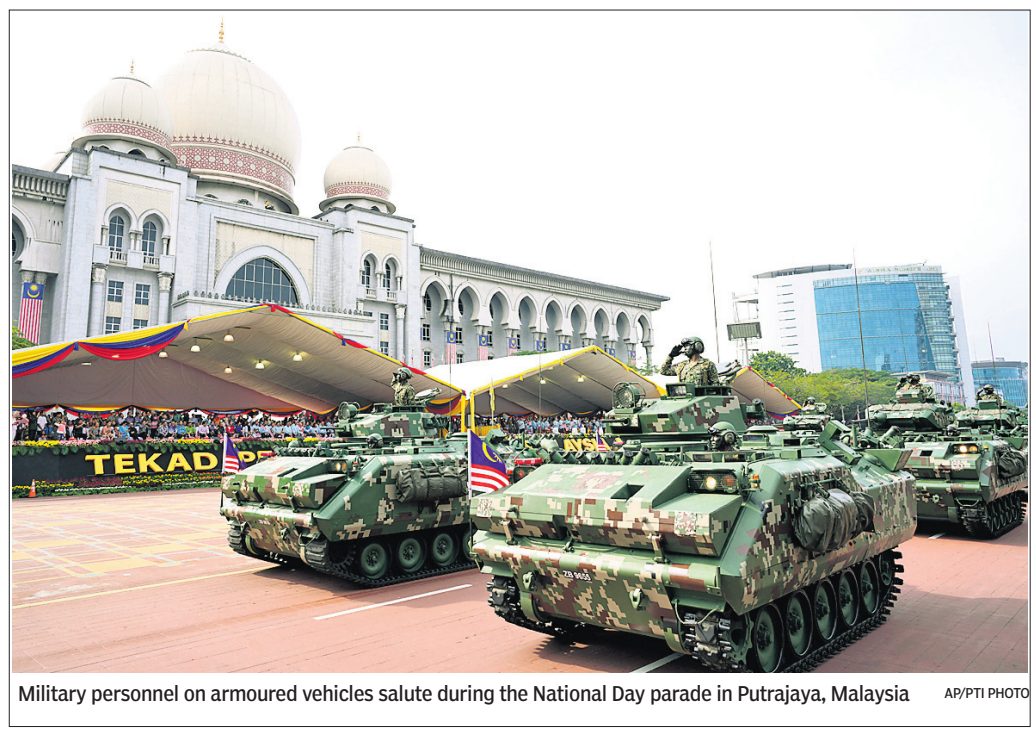 TEKAD
AYSI
ZB 9655
Military personnel on armoured vehicles salute during the National Day parade in Putrajaya, Malaysia
AP/PTI PHOTO